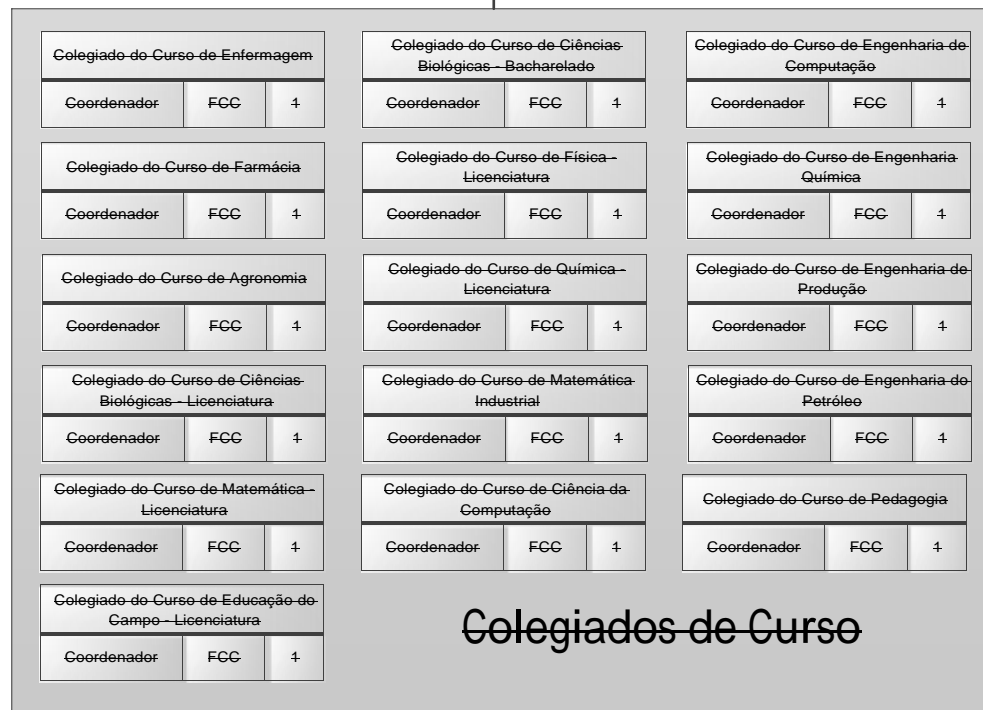 Colegiado do Curso de Enfermagem
Coordenador FCC 1
Colegiado do Curso de Ciências
Biológicas - Bacharelado
Coordenador FCC 1
Colegiado do Curso de Engenharia de
Computação
Coordenador FCC 1
Colegiado do Curso de Farmácia
Coordenador FCC 1
Colegiado do Curso de Física -
Licenciatura
Coordenador FCC 1
Colegiado do Curso de Engenharia
Química
Coordenador FCC 1
Colegiado do Curso de Agronomia
Coordenador FCC 1
Colegiado do Curso de Química -
Licenciatura
Coordenador FCC 1
Colegiado do Curso de Engenharia de
Produção
Coordenador FCC 1
Colegiado do Curso de Ciências
Biológicas - Licenciatura
Coordenador FCC 1
Colegiado do Curso de Matemática
Industrial
Coordenador FCC 1
Colegiado do Curso de Engenharia do
Petróleo
Coordenador FCC 1
Colegiado do Curso de Matemática -
Licenciatura
Coordenador FCC 1
Colegiado do Curso de Ciência da
Computação
Coordenador FCC 1
Colegiado do Curso de Pedagogia
Coordenador FCC 1
Colegiado do Curso de Educação do
Campo - Licenciatura
Coordenador FCC 1
Colegiados de Curso